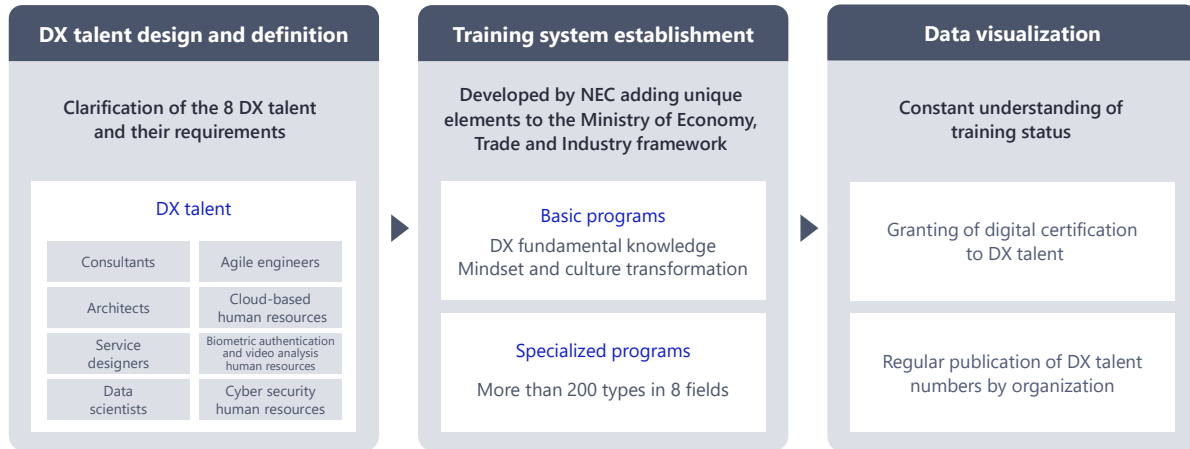 DX talent design and definition
Clarification of the 8 DX talent
and their requirements
DX talent
Consultants
Agile engineers
Architects
Cloud-based
human resources
Service
designers
Biometric authentication
and video analysis
human resources
Data
scientists
Cyber security
human resources
Training system establishment
Developed by NEC adding unique
elements to the Ministry of Economy,
Trade and Industry framework
Basic programs
DX fundamental knowledge
Mindset and culture transformation
Specialized programs
More than 200 types in 8 fields
Data visualization
Constant understanding of
training status
Granting of digital certification
to DX talent
Regular publication of DX talent
numbers by organization